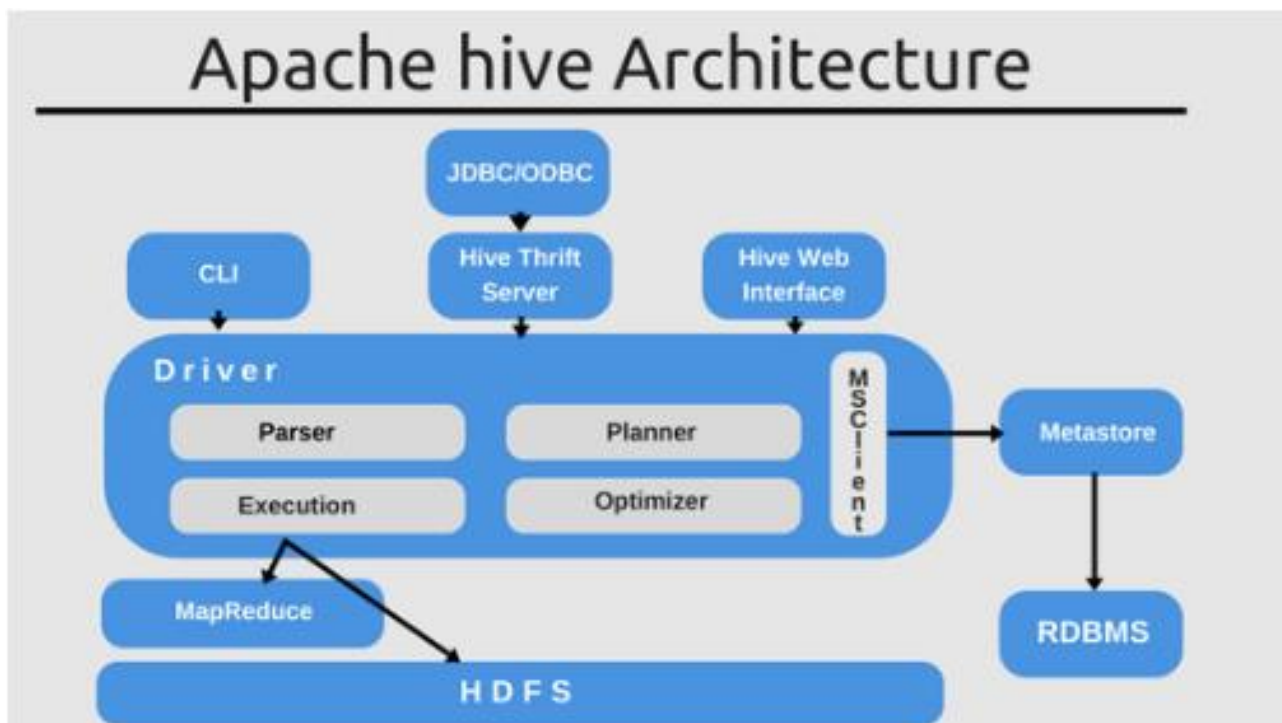 Apache hive Architecture
JDBC/ODBC
CLI
Hive Thrift
Server
Hive Web
Interface
Driver
MSClient
Parser
Planner
Metastore
Execution
Optimizer
MapReduce
RDBMS
HDFS